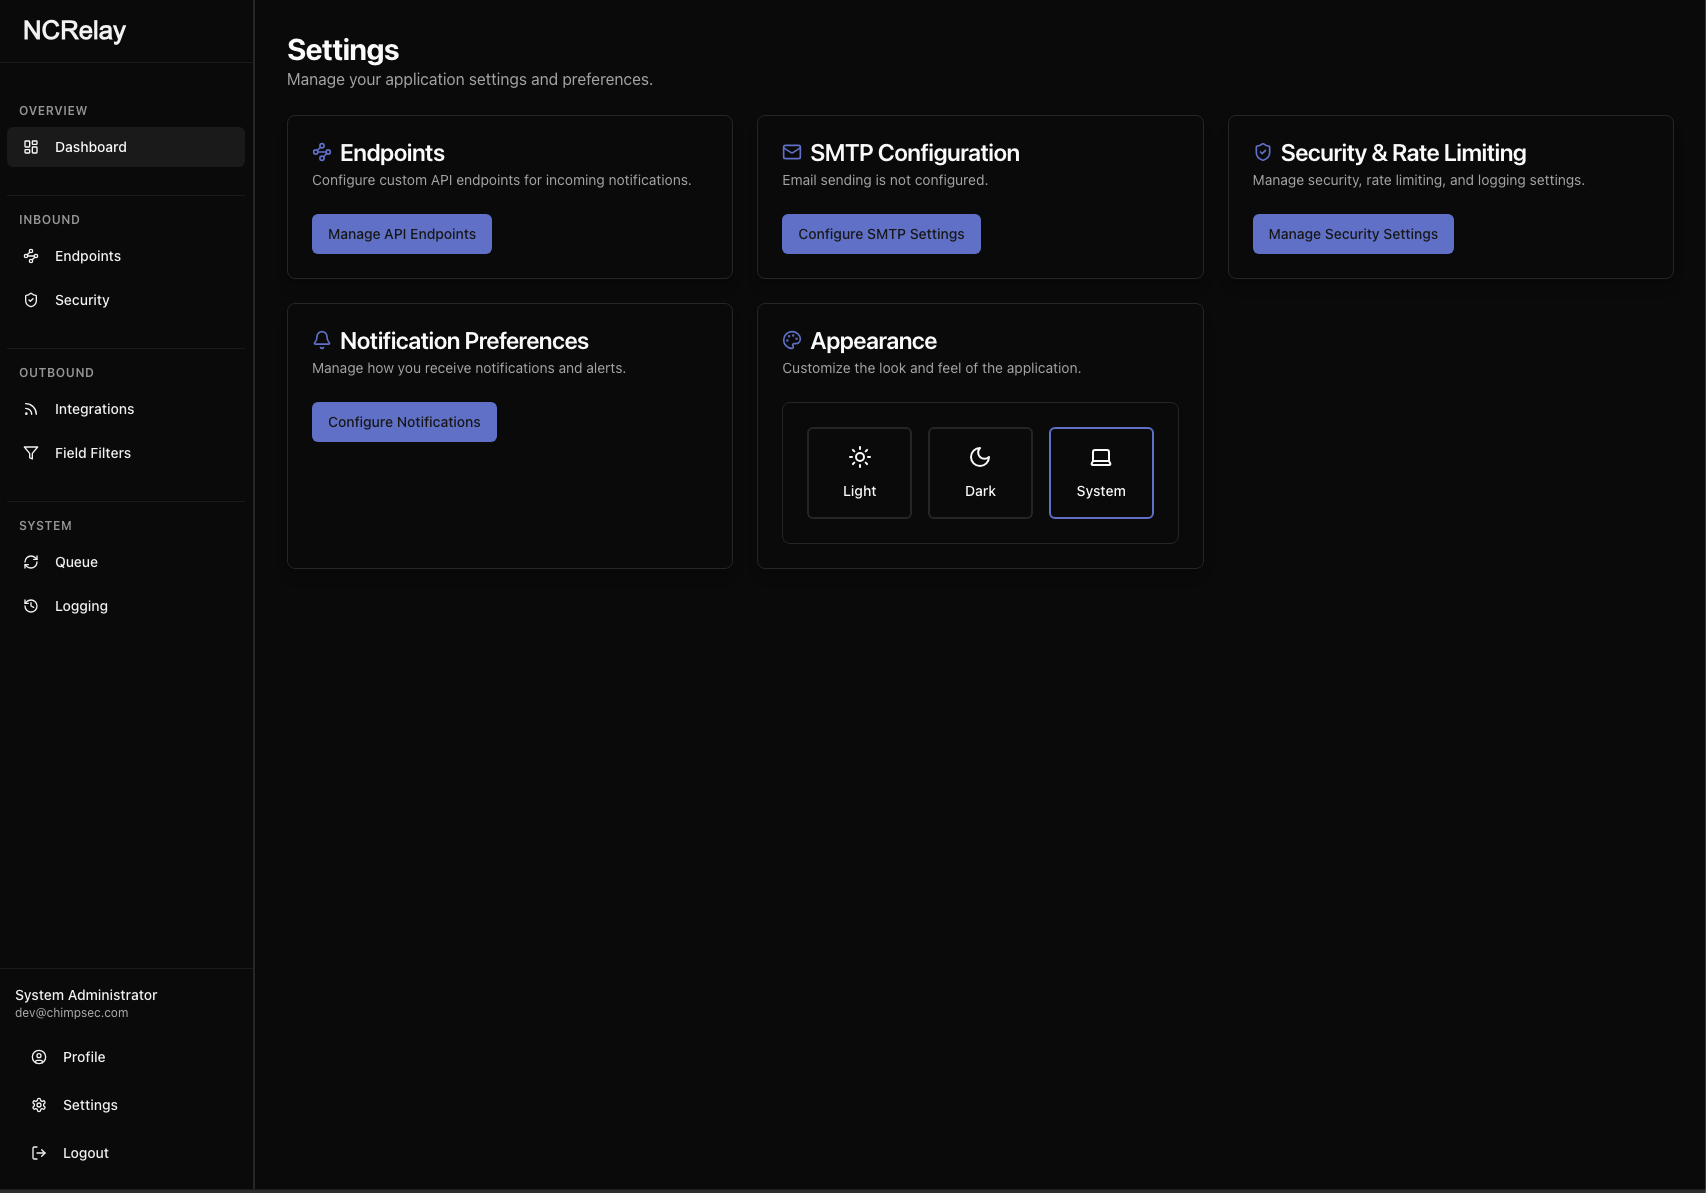 NCRelay
OVERVIEW
Dashboard
INBOUND
Endpoints
Security
OUTBOUND
Integrations
Field Filters
SYSTEM
Queue
Logging
System Administrator
dev@chimpsec.com
Profile
Settings
Logout
Settings
Manage your application settings and preferences.
Endpoints
Configure custom API endpoints for incoming notifications.
Manage API Endpoints
SMTP Configuration
Email sending is not configured.
Configure SMTP Settings
Security & Rate Limiting
Manage security, rate limiting, and logging settings.
Manage Security Settings
Notification Preferences
Manage how you receive notifications and alerts.
Configure Notifications
Appearance
Customize the look and feel of the application.
Light
Dark
System